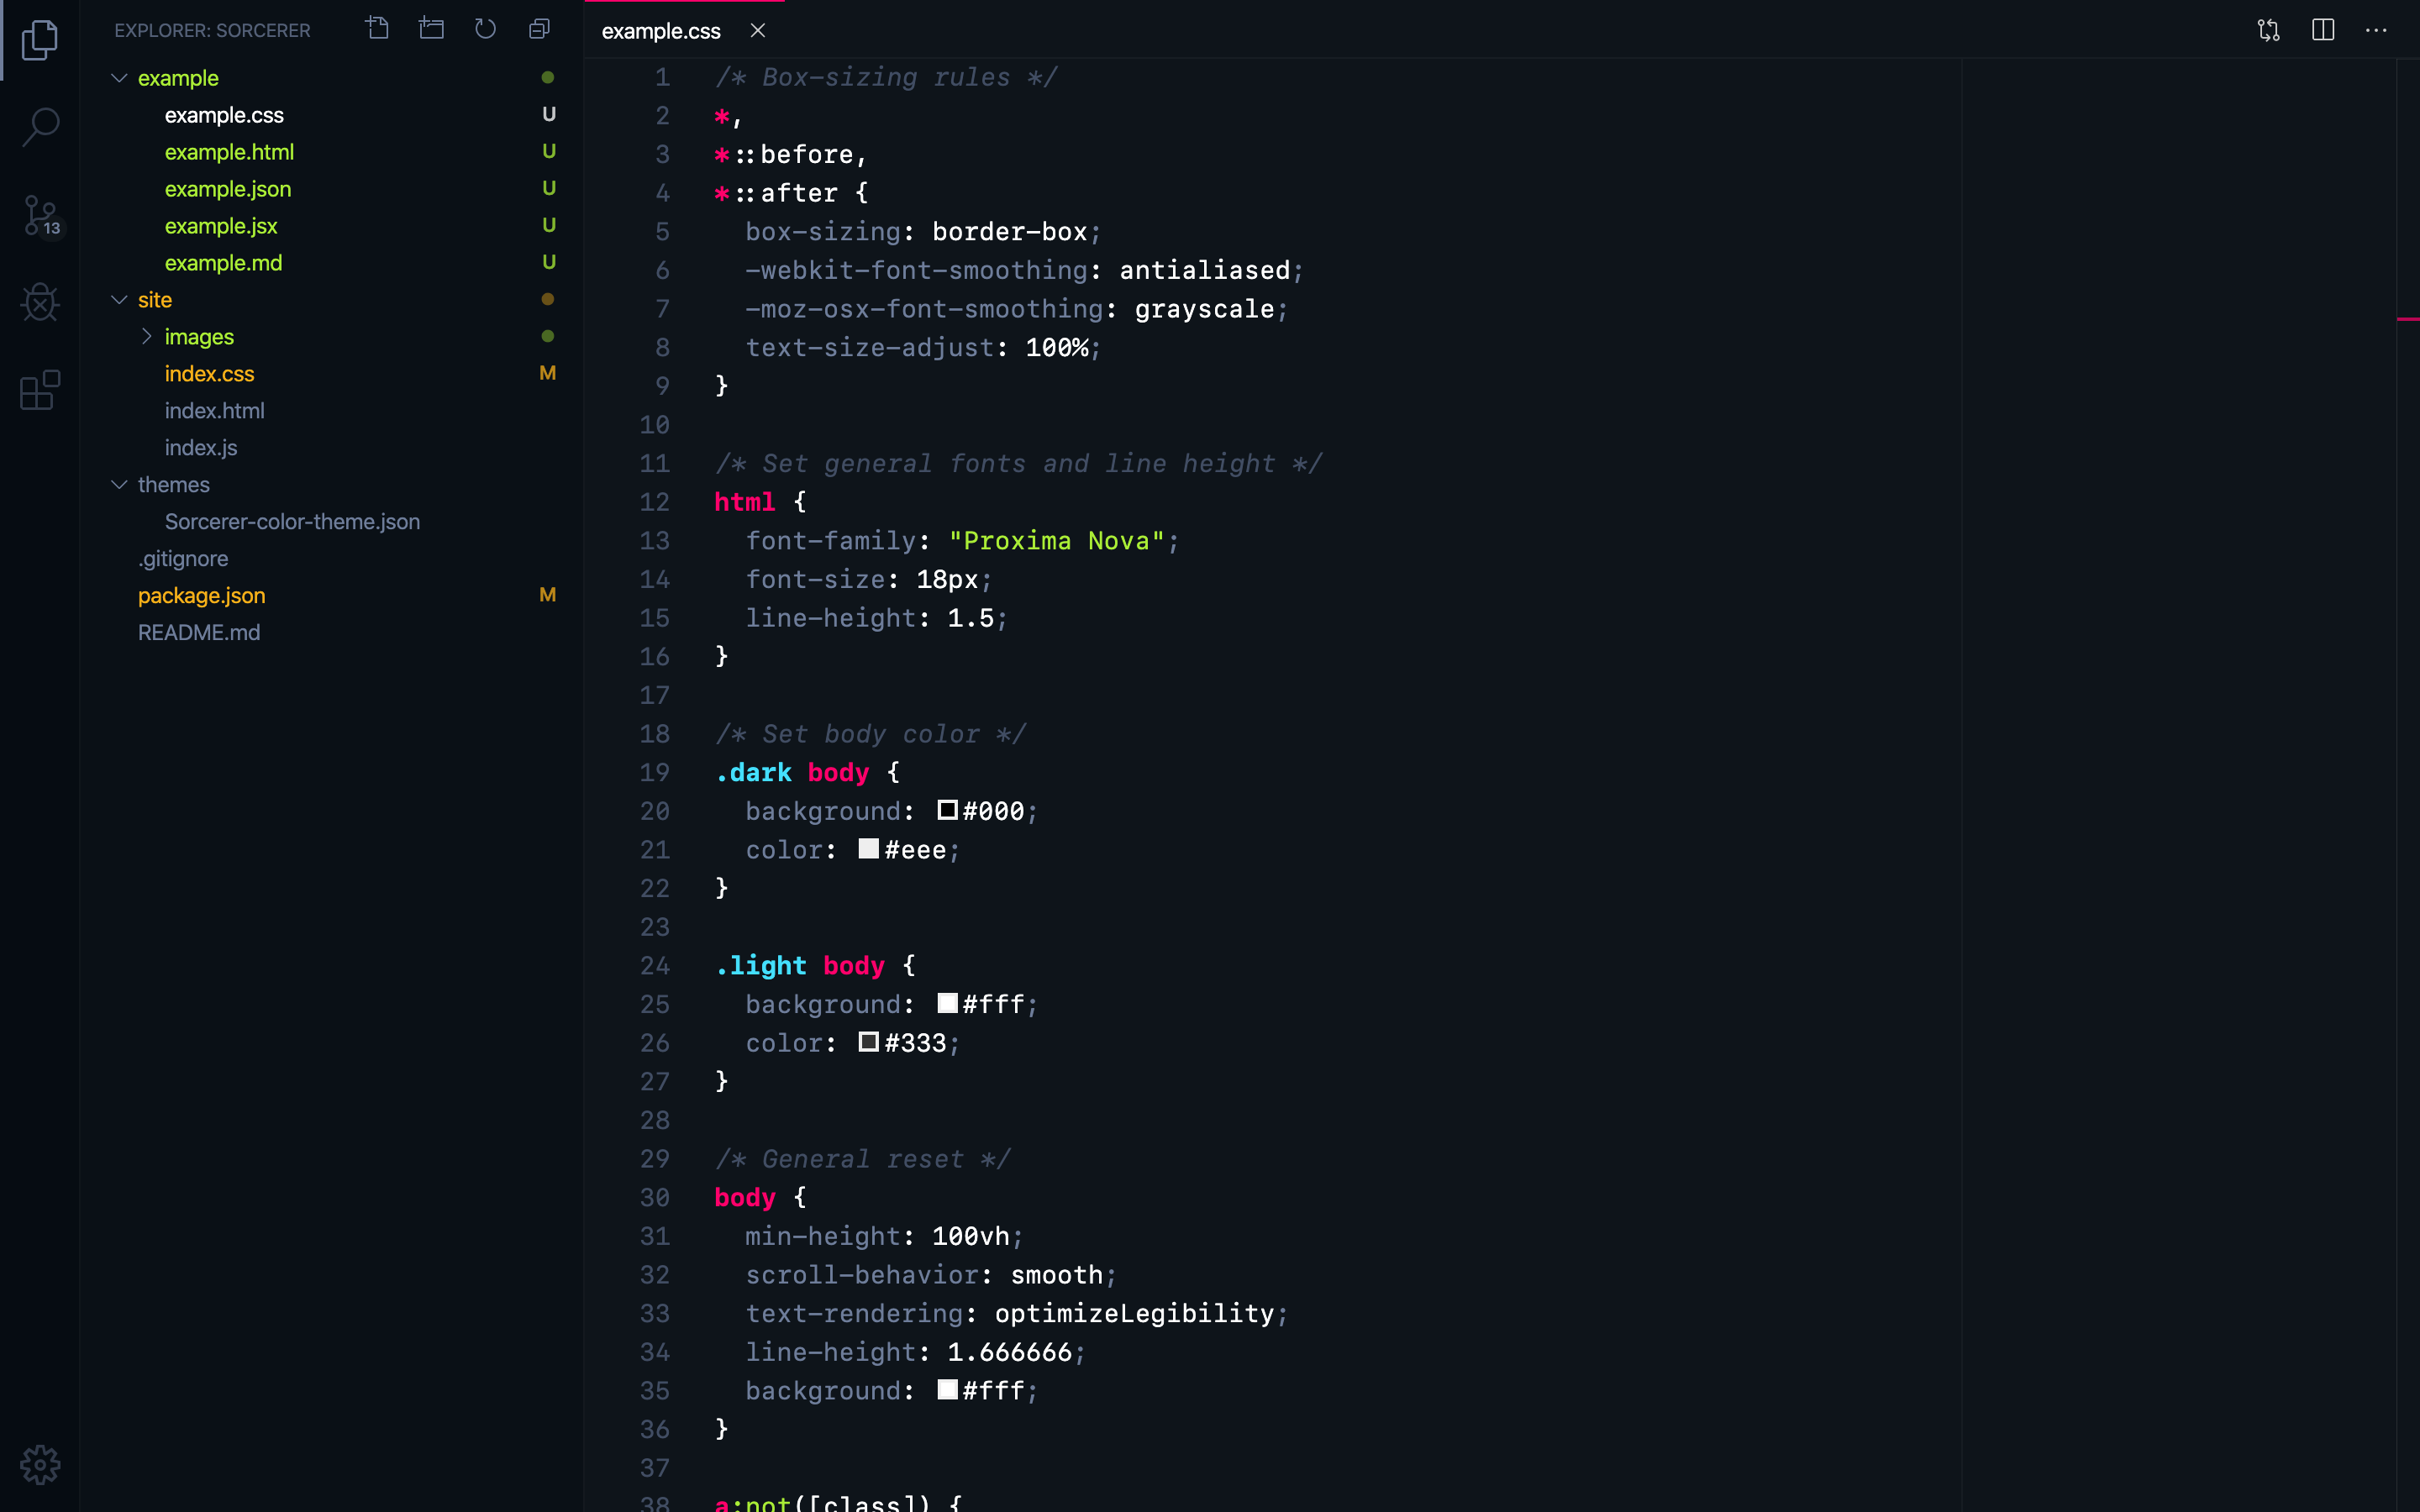 EXPLORER: SORCERER
example
example.css U
example.html U
example.json U
example.jsx U
example.md U
site
images
index.css M
index.html
index.js
themes
Sorcerer-color-theme.json
.gitignore
package.json M
README.md
13
example.css
1 /* Box-sizing rules */
2 *,
3 *::before,
4 *::after {
5 box-sizing: border-box;
6 -webkit-font-smoothing: antialiased;
7 -moz-osx-font-smoothing: grayscale;
8 text-size-adjust: 100%;
9 }
10
11 /* Set general fonts and line height */
12 html {
13 font-family: "Proxima Nova";
14 font-size: 18px;
15 line-height: 1.5;
16 }
17
18 /* Set body color */
19 .dark body {
20 background: #000;
21 color: #eee;
22 }
23
24 .light body {
25 background: #fff;
26 color: #333;
27 }
28
29 /* General reset */
30 body {
31 min-height: 100vh;
32 scroll-behavior: smooth;
33 text-rendering: optimizeLegibility;
34 line-height: 1.666666;
35 background: #fff;
36 }
37
38 a:not([class]) {